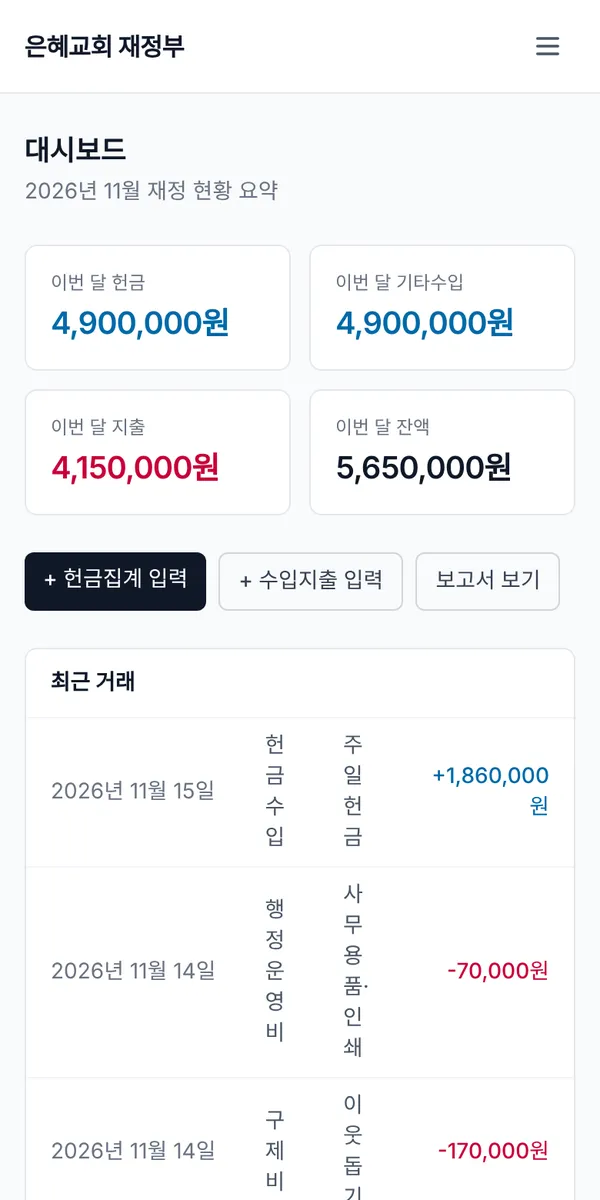 은혜교회 재정부
대시보드
2026년 11월 재정 현황 요약
이번 달 헌금
4,900,000원
이번 달 기타수입
4,900,000원
이번 달 지출
4,150,000원
이번 달 잔액
5,650,000원
+ 헌금집계 입력
+ 수입지출 입력
보고서 보기
최근 거래
2026년 11월 15일
헌
금
수
입
주
일
헌
금
+1,860,000
원
2026년 11월 14일
행
정
운
영
비
사
무
용
품·
인
쇄
-70,000원
2026년 11월 14일
구
제
비
이
웃
돕
기
-170,000원